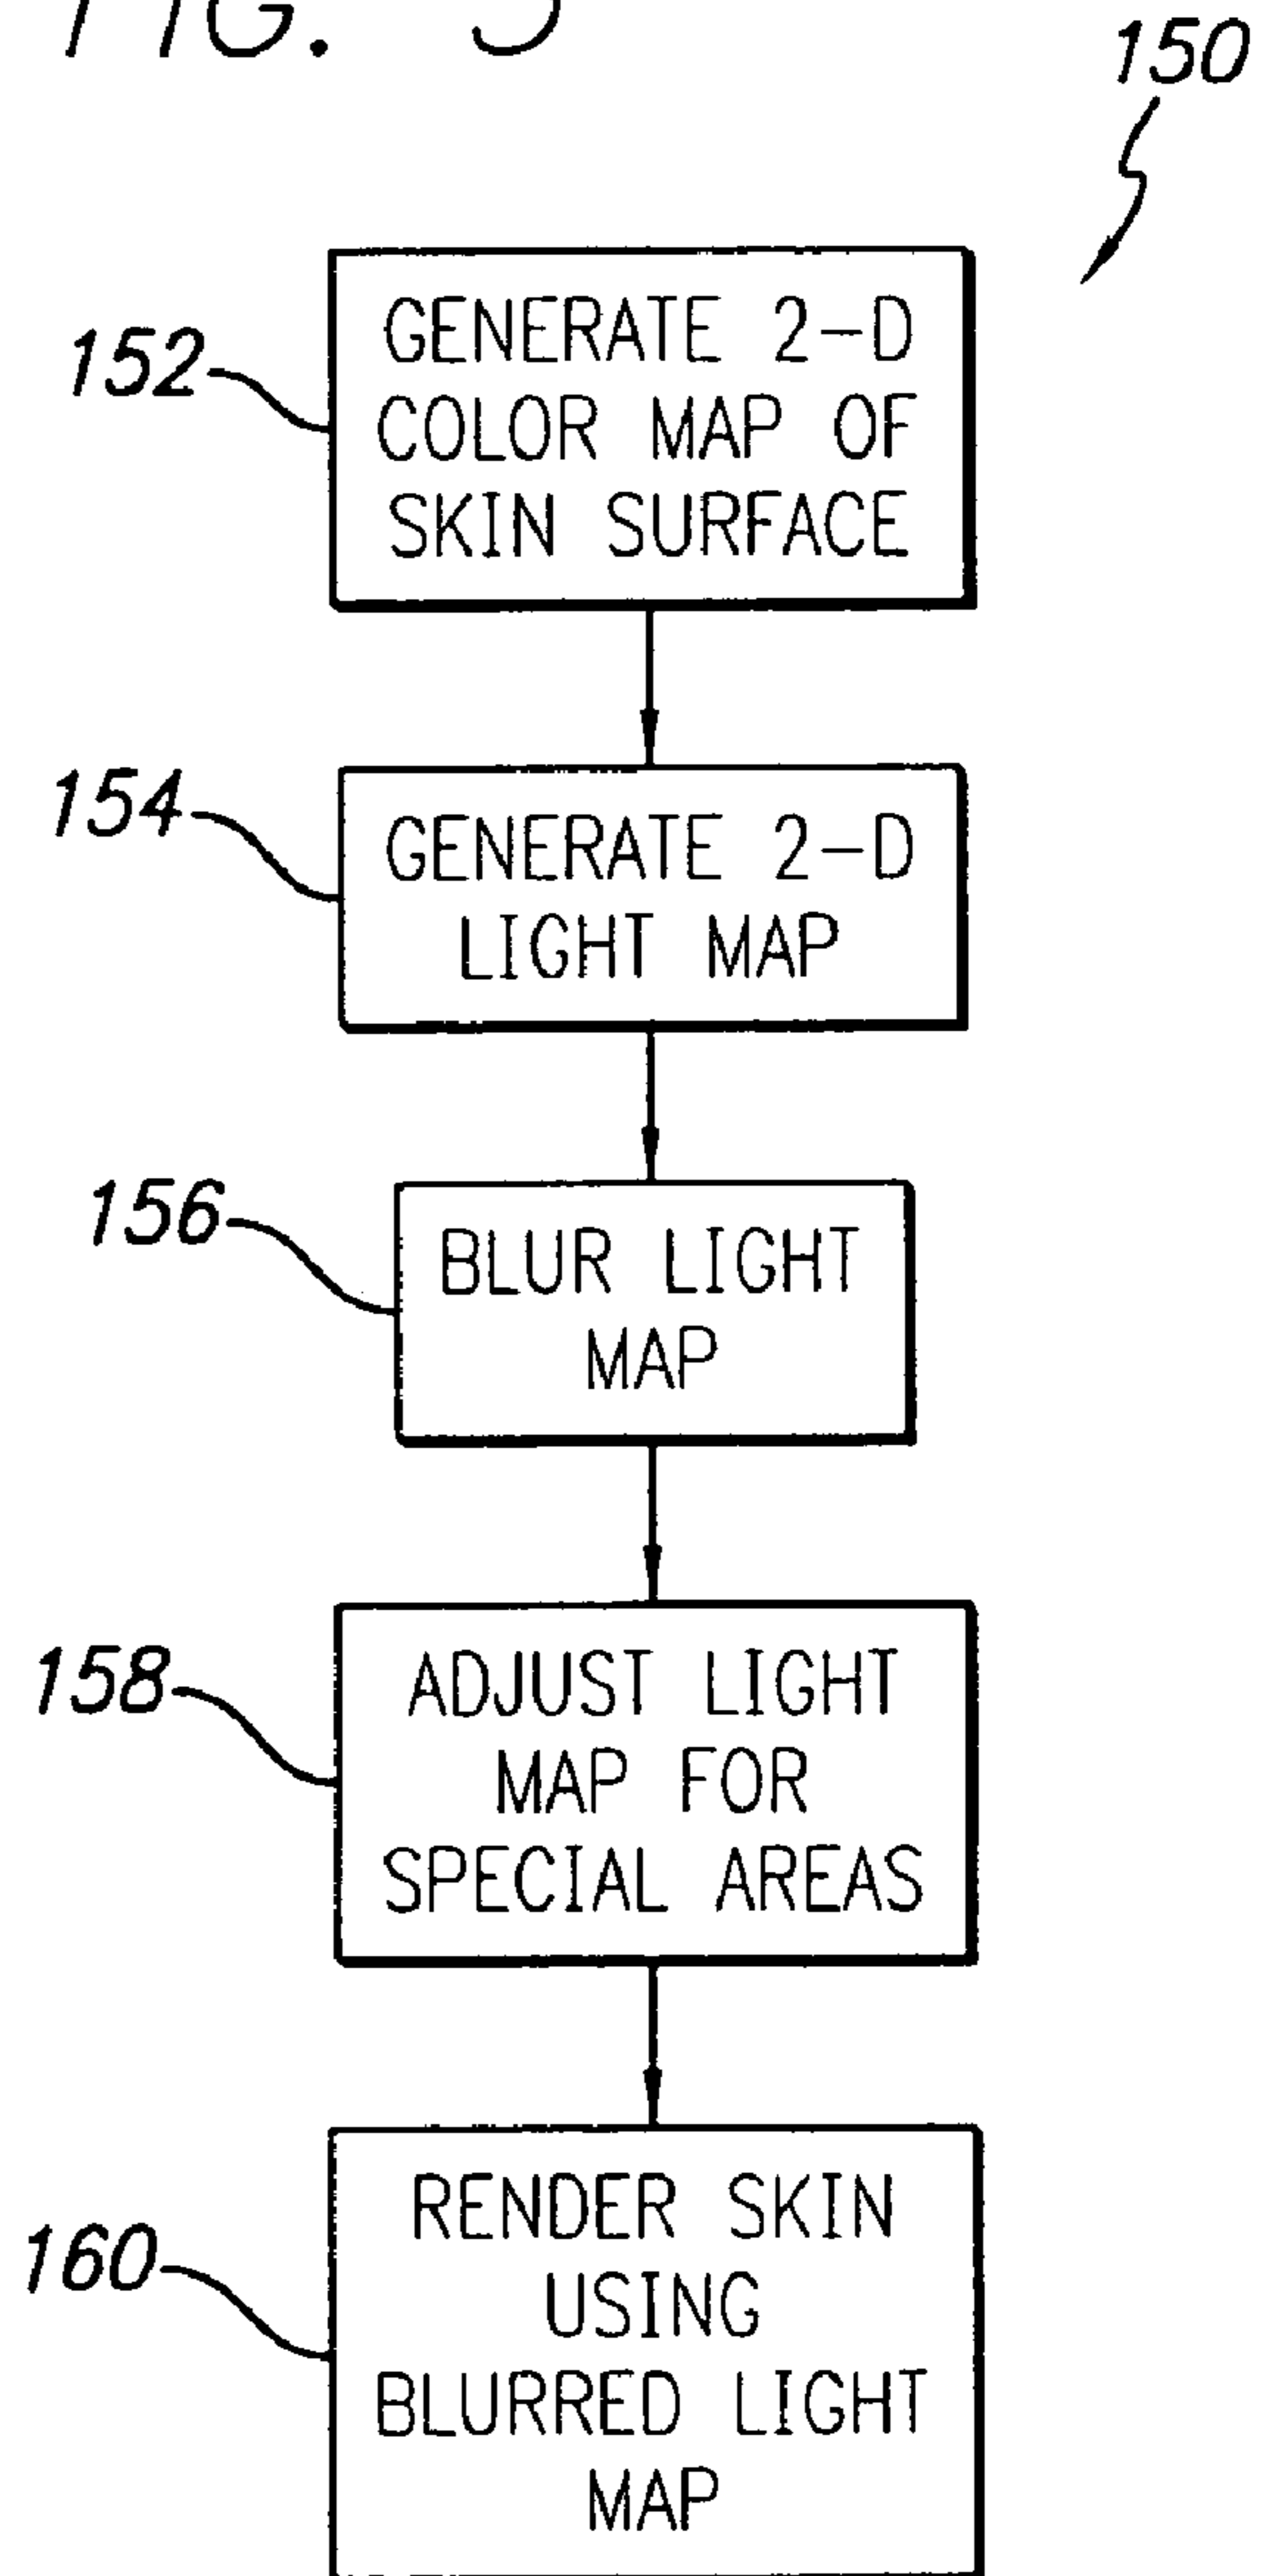 FIG.
150
152
GENERATE 2-D
COLOR MAP OF
SKIN SURFACE
154
GENERATE 2-D
LIGHT MAP
156
BLUR LIGHT
MAP
158
ADJUST LIGHT
MAP FOR
SPECIAL AREAS
160
RENDER SKIN
USING
BLURRED LIGHT
MAP